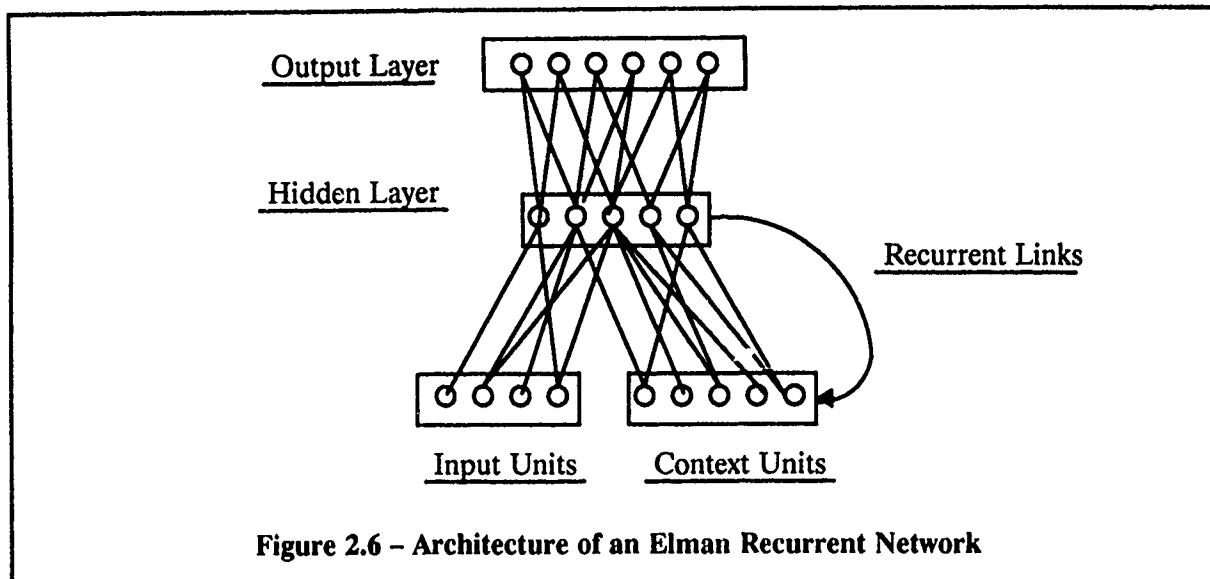 Output Layer
Hidden Layer
Recurrent Links
Input Units
Context Units
Figure 2.6 – Architecture of an Elman Recurrent Network